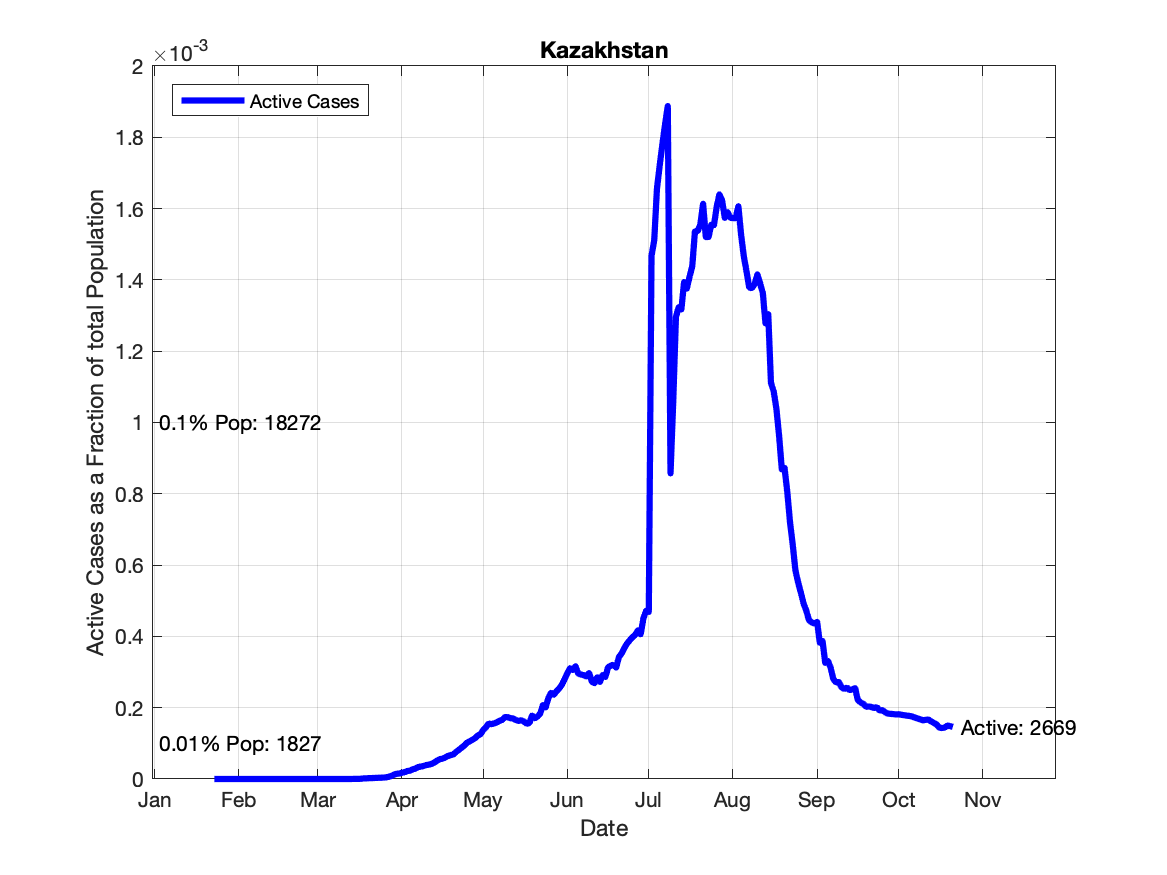 Kazakhstan
×10-3
2
1.8
1.6
1.4
1.2
1
0.8
0.6
0.4
0.2
0
Active Cases as a Fraction of total Population
Active Cases
0.1% Pop: 18272
0.01% Pop: 1827
Active: 2669
Jan Feb Mar Apr May Jun Jul Aug Sep Oct Nov
Date